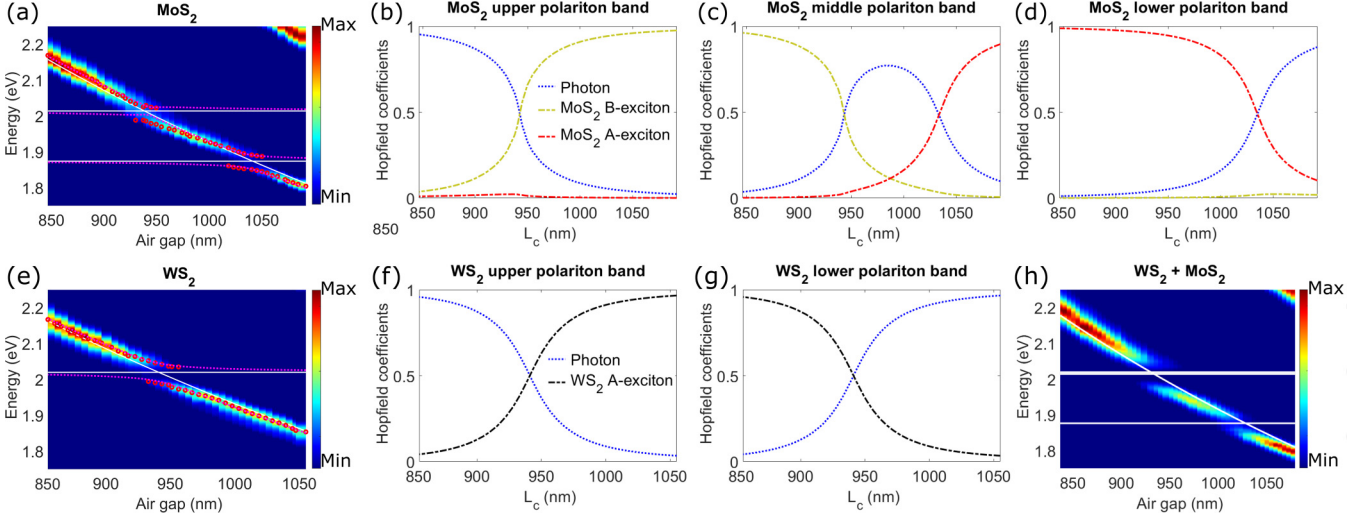 (a)
MoS2
Max
Min
2.2
2.1
2
1.9
1.8
Energy (eV)
850 900 950 1000 1050
Air gap (nm)
(b)
MoS2 upper polariton band
Hopfield coefficients
1
0.5
0
Photon
MoS2 B-exciton
MoS2 A-exciton
850 900 950 1000 1050
850
Lc (nm)
(c)
MoS2 middle polariton band
Hopfield coefficients
1
0.5
0
850 900 950 1000 1050
Lc (nm)
(d)
MoS2 lower polariton band
Hopfield coefficients
1
0.5
0
850 900 950 1000 1050
Lc (nm)
(e)
WS2
Max
Min
2.2
2.1
2
1.9
1.8
Energy (eV)
850 900 950 1000 1050
Air gap (nm)
(f)
WS2 upper polariton band
Hopfield coefficients
1
0.5
0
Photon
WS2 A-exciton
850 900 950 1000 1050
Lc (nm)
(g)
WS2 lower polariton band
Hopfield coefficients
1
0.5
0
850 900 950 1000 1050
Lc (nm)
(h)
WS2 + MoS2
Max
Min
2.2
2.1
2
1.9
1.8
Energy (eV)
850 900 950 1000 1050
Air gap (nm)